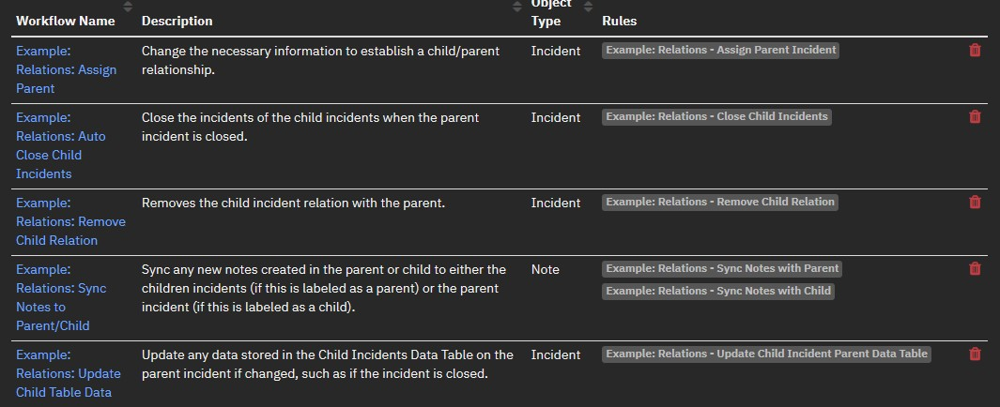 Object
Workflow Name Description Type Rules
Example: Change the necessary information to establish a child/parent Incident Example: Relations - Assign Parent Incident
Relations: Assign relationship.
Parent
Example: Close the incidents of the child incidents when the parent Incident Example: Relations - Close Child Incidents
Relations: Auto incident is closed.
Close Child
Incidents
Example: Removes the child incident relation with the parent. Incident Example: Relations - Remove Child Relation
Relations: Remove
Child Relation
Example: Sync any new notes created in the parent or child to either the Note Example: Relations - Sync Notes with Parent
Relations: Sync children incidents (if this is labeled as a parent) or the parent Example: Relations - Sync Notes with Child
Notes to incident (if this is labeled as a child).
Parent/Child
Example: Update any data stored in the Child Incidents Data Table on the Incident Example: Relations - Update Child Incident Parent Data Table
Relations: Update parent incident if changed, such as if the incident is closed.
Child Table Data